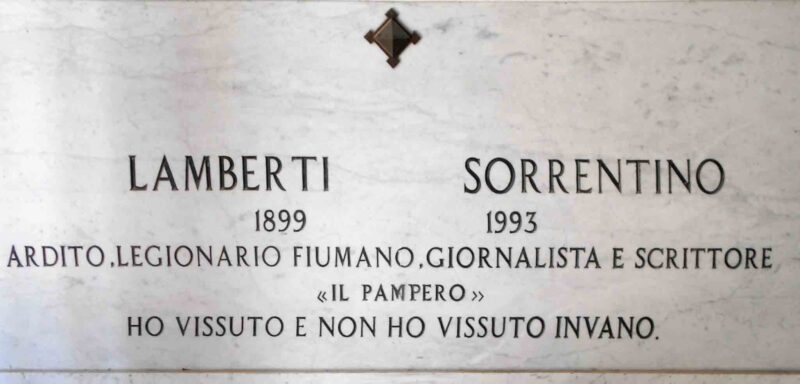 LAMBERTI SORRENTINO
1899 1993
ARDITO, LEGIONARIO FIUMANO, GIORNALISTA E SCRITTORE
«IL PAMPERO»
HO VISSUTO E NON HO VISSUTO INVANO.